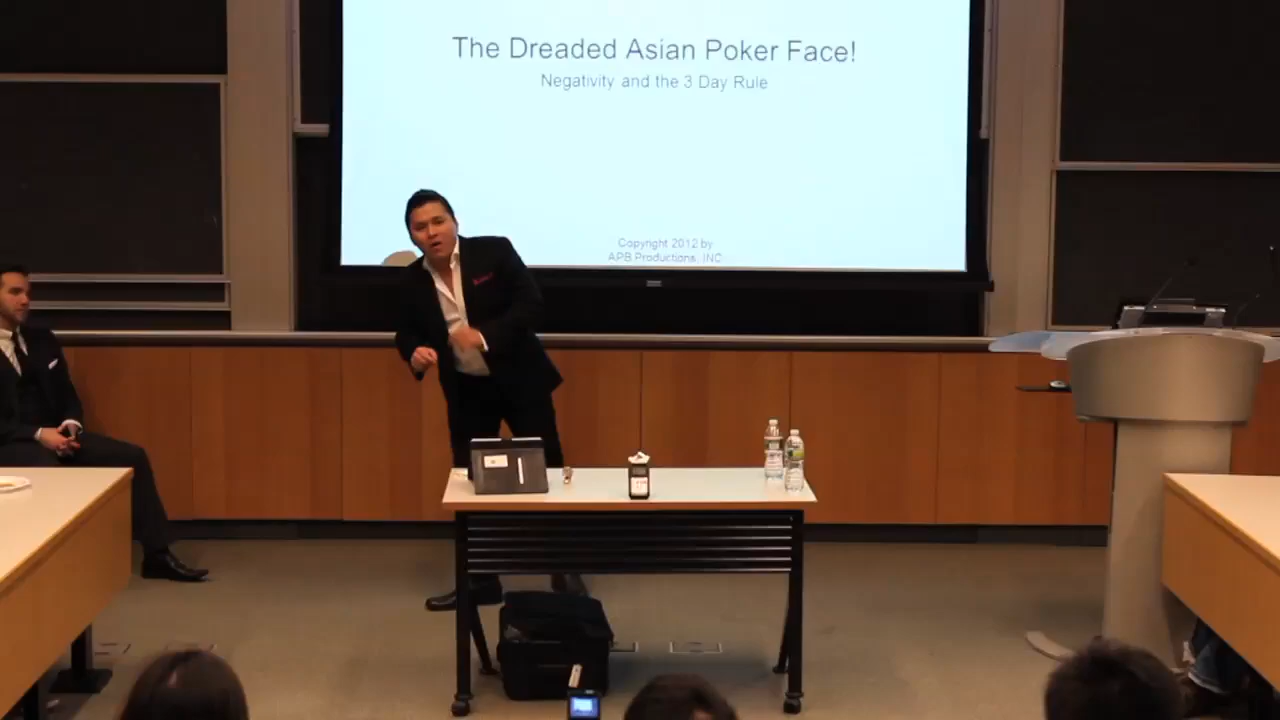 The Dreaded Asian Poker Face!
Negativity and the 3 Day Rule
Copyright 2012 by
APB Productions, INC